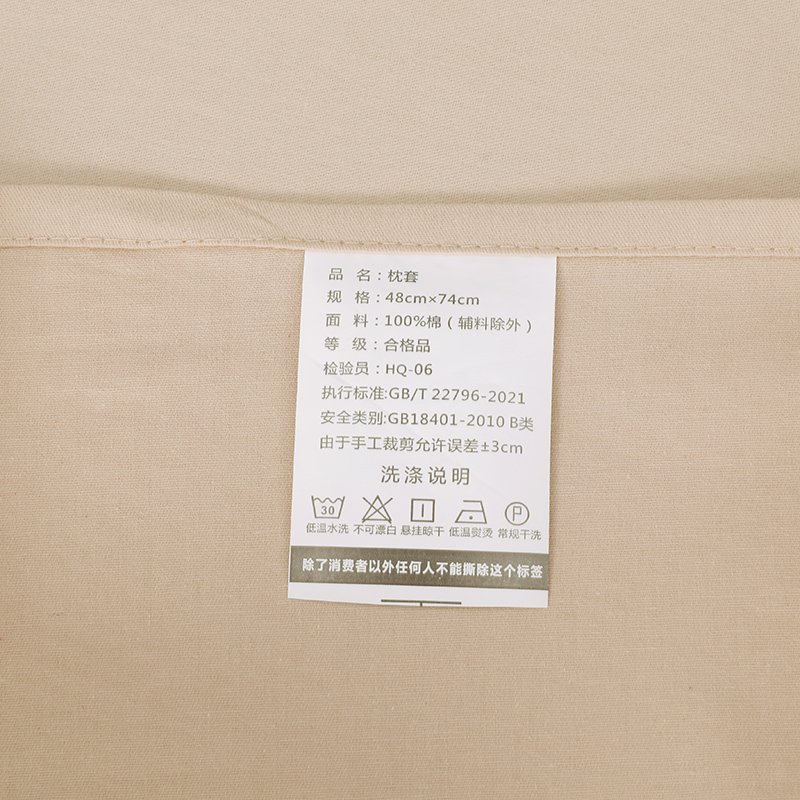 品 名：枕套
规 格：48cm×74cm
面 料：100%棉（辅料除外）
等 级：合格品
检验员：HQ-06
执行标准:GB/T 22796-2021
安全类别:GB18401-2010 B类
由于手工裁剪允许误差±3cm
洗涤说明
30 P
低温水洗 不可漂白 悬挂晾干 低温熨烫 常规干洗
除了消费者以外任何人不能撕除这个标签